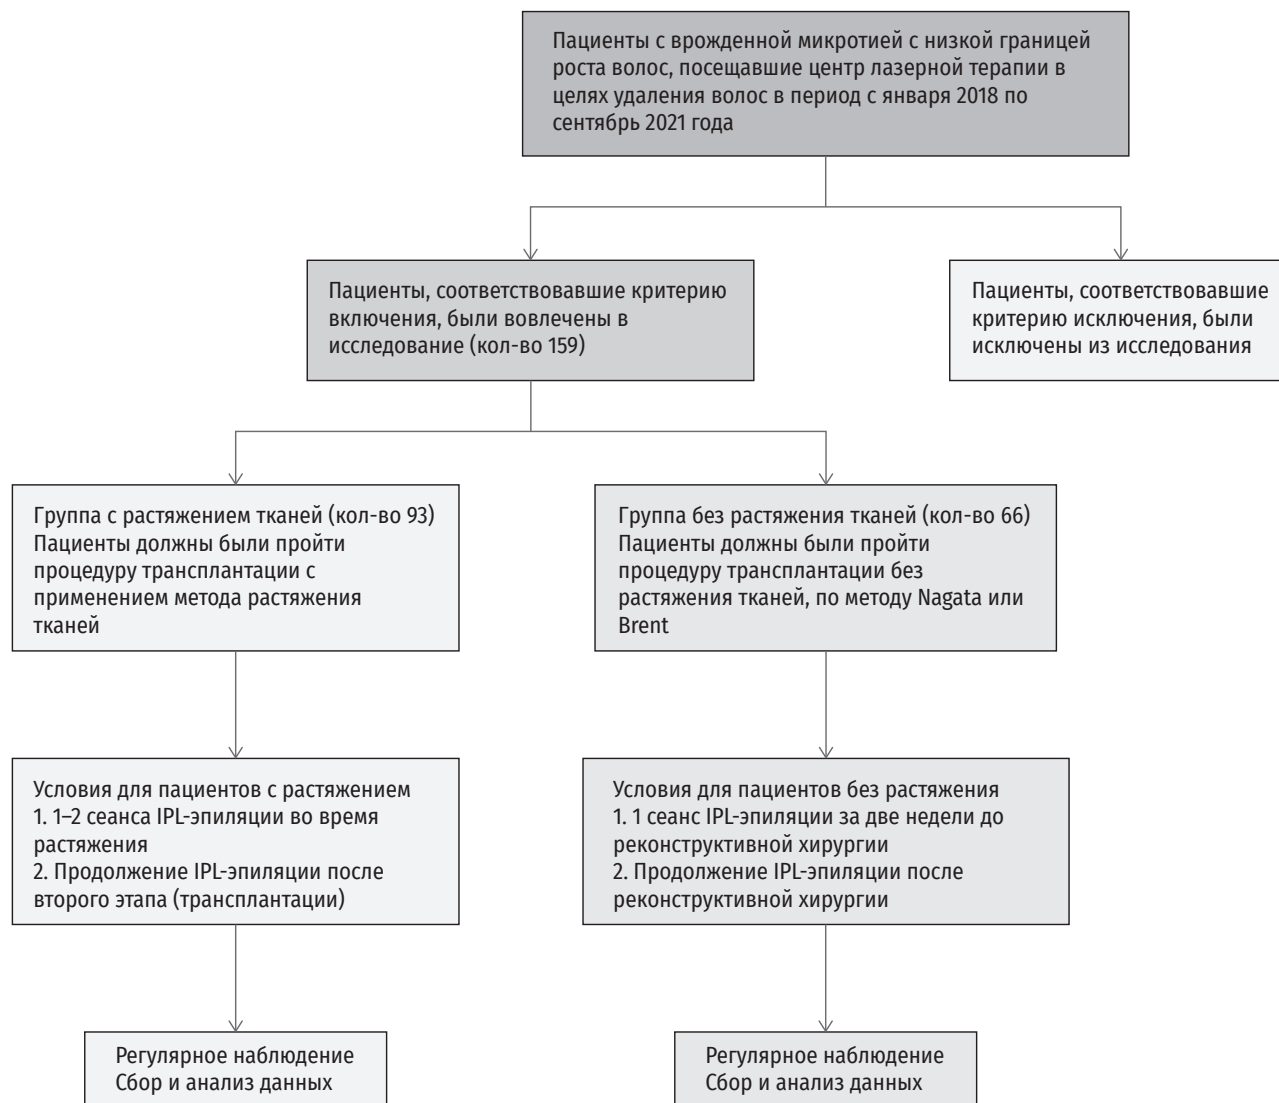 Пациенты с врожденной микротией с низкой границей
роста волос, посещавшие центр лазерной терапии в
целях удаления волос в период с января 2018 по
сентябрь 2021 года
Пациенты, соответствовавшие критерию
включения, были вовлечены в
исследование (кол-во 159)
Пациенты, соответствовавшие
критерию исключения, были
исключены из исследования
Группа с растяжением тканей (кол-во 93)
Пациенты должны были пройти
процедуру трансплантации с
применением метода растяжения
тканей
Группа без растяжения тканей (кол-во 66)
Пациенты должны были пройти
процедуру трансплантации без
растяжения тканей, по методу Nagata или
Brent
Условия для пациентов с растяжением
1. 1–2 сеанса IPL-эпиляции во время
растяжения
2. Продолжение IPL-эпиляции после
второго этапа (трансплантации)
Условия для пациентов без растяжения
1. 1 сеанс IPL-эпиляции за две недели до
реконструктивной хирургии
2. Продолжение IPL-эпиляции после
реконструктивной хирургии
Регулярное наблюдение
Сбор и анализ данных
Регулярное наблюдение
Сбор и анализ данных